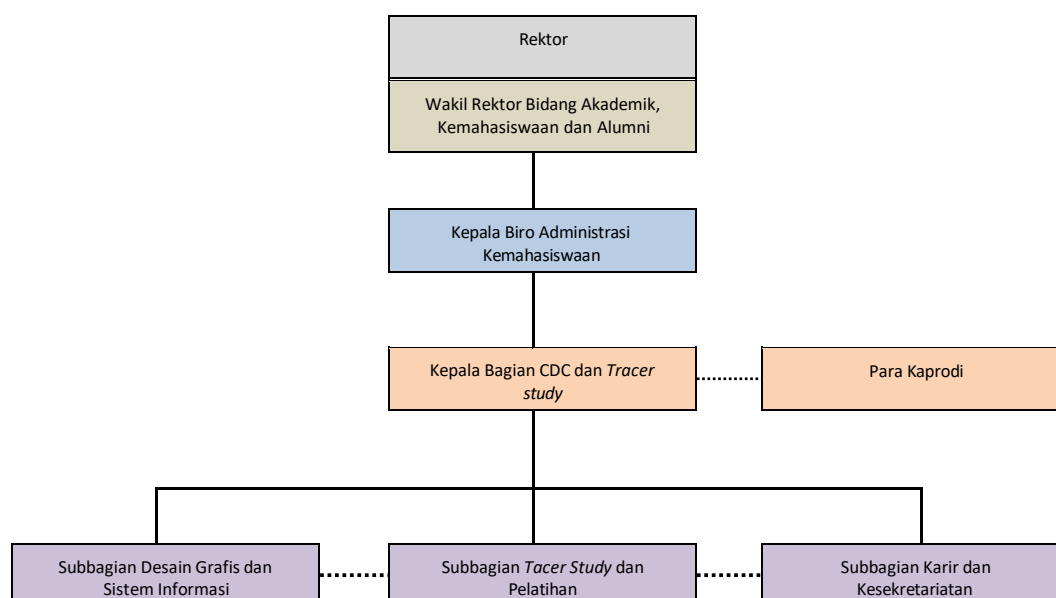 Rektor
Wakil Rektor Bidang Akademik,
Kemahasiswaan dan Alumni
Kepala Biro Administrasi
Kemahasiswaan
Kepala Bagian CDC dan Tracer
study
Para Kaprodi
Subbagian Desain Grafis dan
Sistem Informasi
Subbagian Tacer Study dan
Pelatihan
Subbagian Karir dan
Kesekretariatan